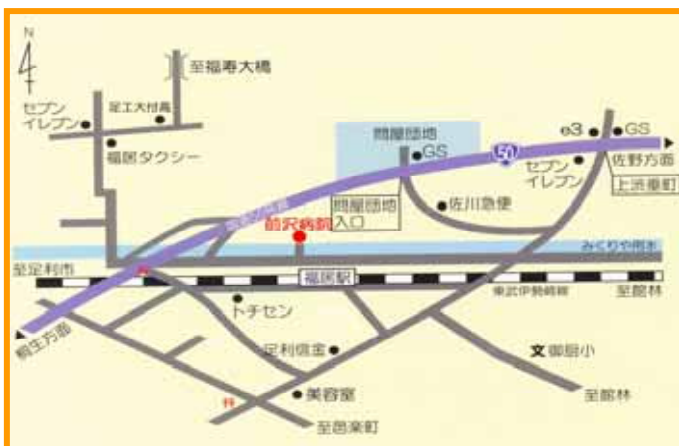 至福寿大橋
セブン
イレブン
足工大付高
福居タクシー
問屋団地
GS
50
e3
GS
セブン
イレブン
佐野方面
上渋垂町
問屋団地
入口
佐川急便
前沢病院
みくりや用水
至足利市
福居駅
東武伊勢崎線
至館林
トチセン
桐生方面
足利信金
文 御厨小
美容室
至館林
至邑楽町